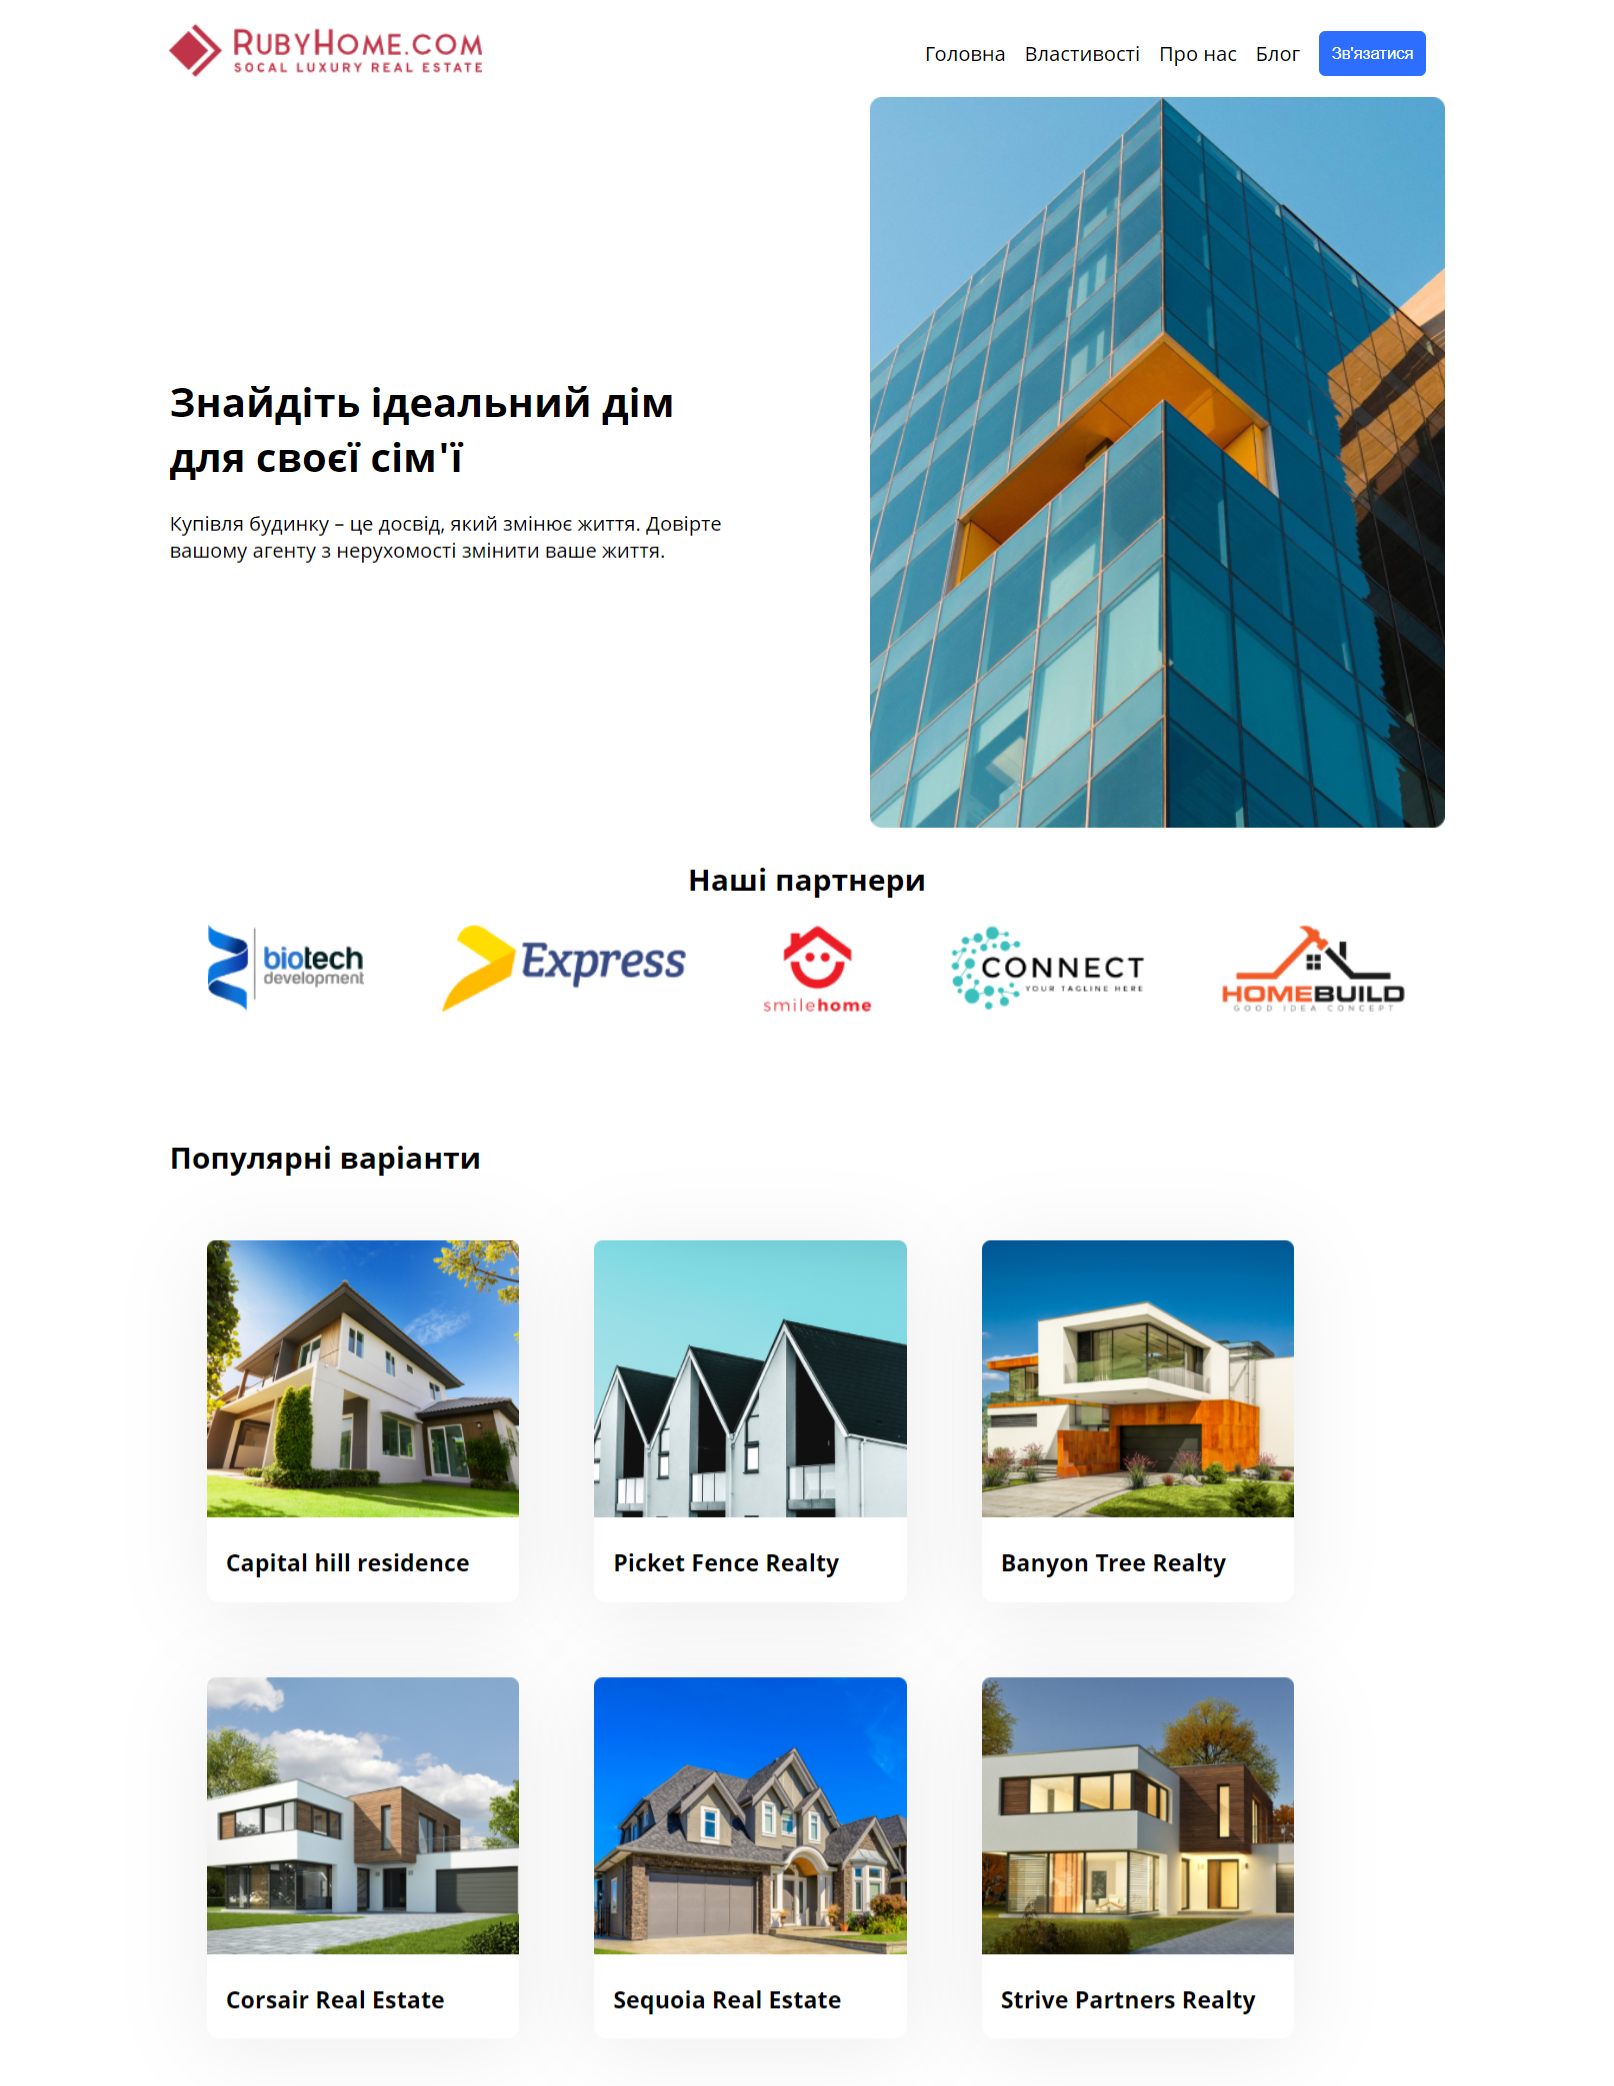 RUBYHOME.COM
SOCAL LUXURY REAL ESTATE
Головна Властивості Про нас Блог Зв'язатися
Знайдіть ідеальний дім
для своєї сім'ї
Купівля будинку – це досвід, який змінює життя. Довірте
вашому агенту з нерухомості змінити ваше життя.
Наші партнери
biotech
development
Express
smilehome
CONNECT
YOUR TAGLINE HERE
HOMEBUILD
GOOD IDEA CONCEPT
Популярні варіанти
Capital hill residence
Picket Fence Realty
Banyon Tree Realty
Corsair Real Estate
Sequoia Real Estate
Strive Partners Realty